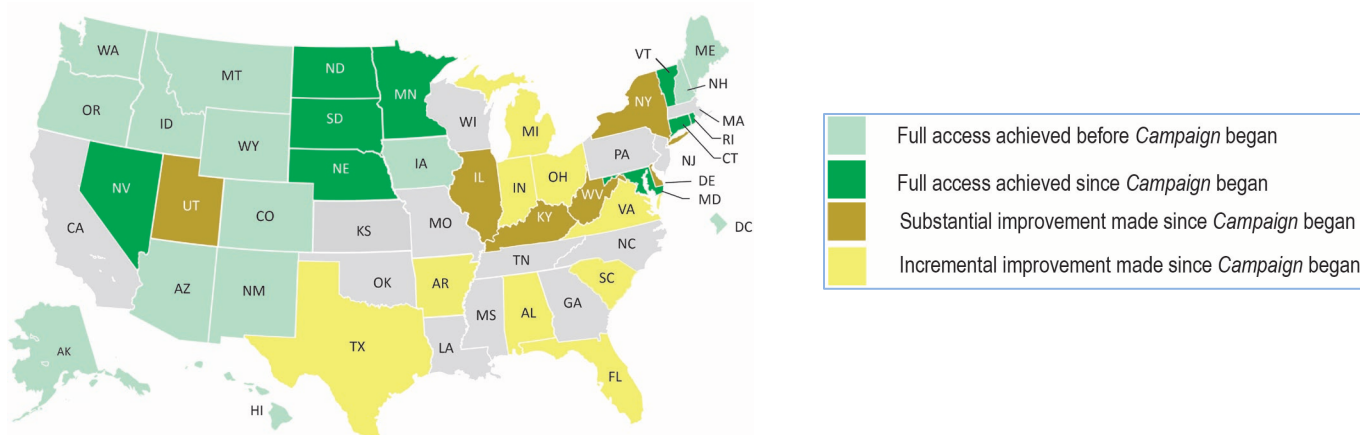 WA
MT
ND
MN
VT
ME
NH
OR
ID
WY
SD
WI
MI
NY
MA
RI
CT
NV
UT
CO
NE
IA
IL
IN
OH
PA
NJ
DE
MD
CA
KS
MO
KY
WV
VA
DC
AZ
NM
OK
AR
TN
NC
SC
TX
LA
MS
AL
GA
FL
AK
HI
Full access achieved before Campaign began
Full access achieved since Campaign began
Substantial improvement made since Campaign began
Incremental improvement made since Campaign began